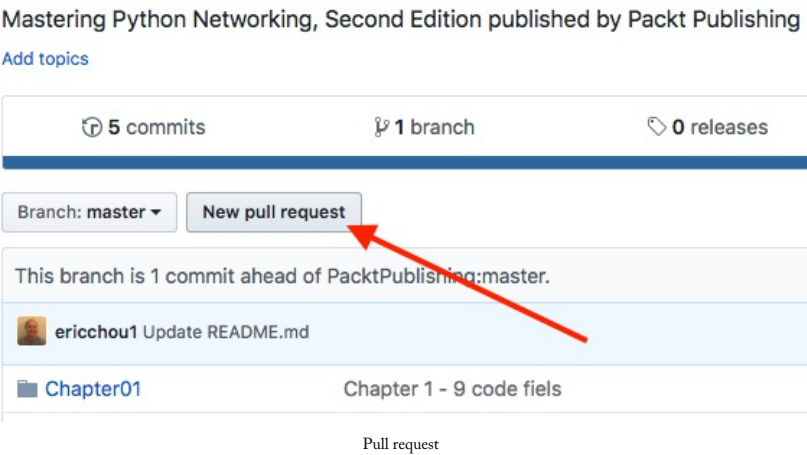 Mastering Python Networking, Second Edition published by Packt Publishing
Add topics
5 commits 1 branch 0 releases
Branch: master New pull request
This branch is 1 commit ahead of PacktPublishing:master.
ericchou1 Update README.md
Chapter01 Chapter 1 - 9 code fiels
Pull request